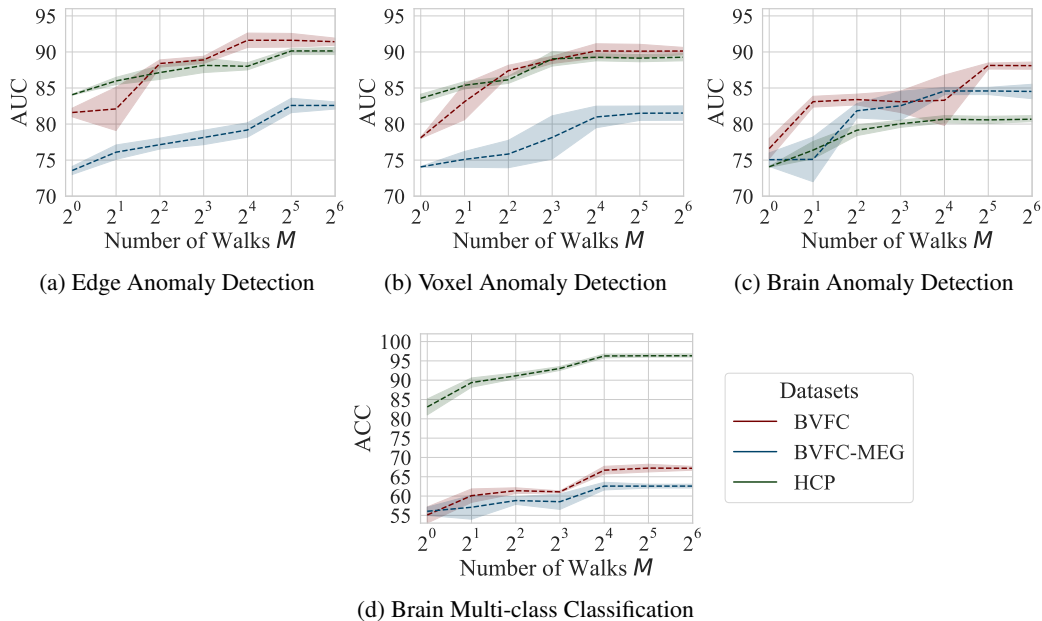 95
90
85
80
75
70
AUC
2^0 2^1 2^2 2^3 2^4 2^5 2^6
Number of Walks M
(a) Edge Anomaly Detection
95
90
85
80
75
70
AUC
2^0 2^1 2^2 2^3 2^4 2^5 2^6
Number of Walks M
(b) Voxel Anomaly Detection
95
90
85
80
75
70
AUC
2^0 2^1 2^2 2^3 2^4 2^5 2^6
Number of Walks M
(c) Brain Anomaly Detection
100
95
90
85
80
75
70
65
60
55
ACC
2^0 2^1 2^2 2^3 2^4 2^5 2^6
Number of Walks M
(d) Brain Multi-class Classification
Datasets
BVFC
BVFC-MEG
HCP